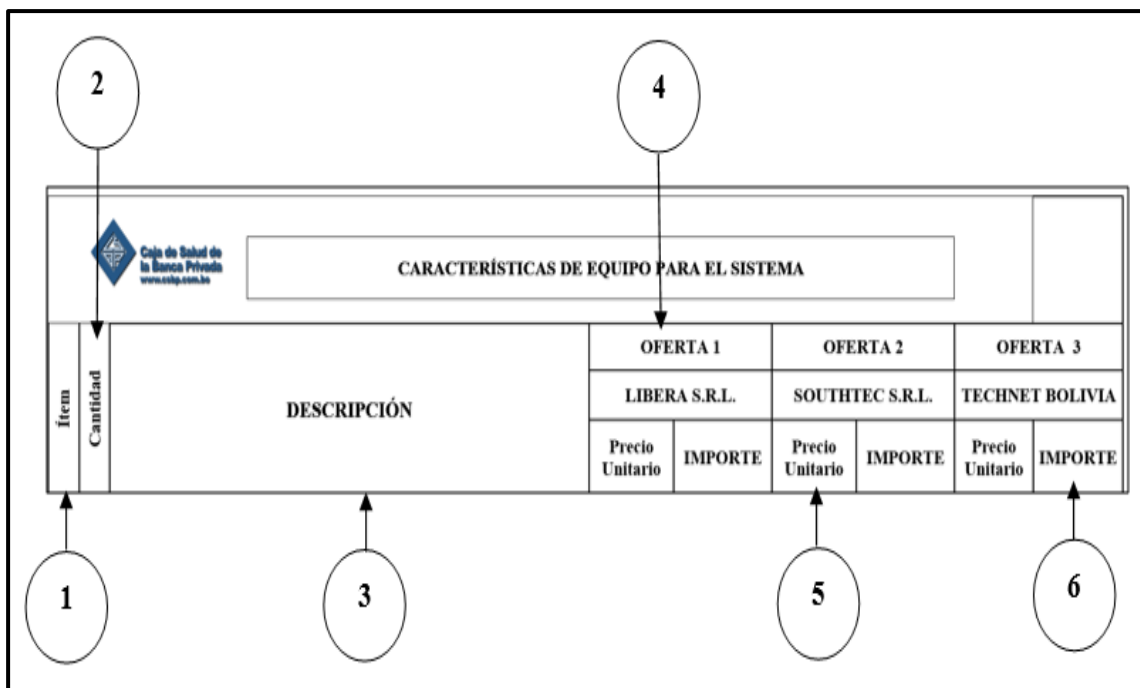 2
4
Caja de Salud de
la Banca Privada
www.csbp.com.bo
CARACTERÍSTICAS DE EQUIPO PARA EL SISTEMA
Ítem
Cantidad
DESCRIPCIÓN
OFERTA 1
OFERTA 2
OFERTA 3
LIBERA S.R.L.
SOUTHTEC S.R.L.
TECHNET BOLIVIA
Precio
Unitario
IMPORTE
Precio
Unitario
IMPORTE
Precio
Unitario
IMPORTE
1
3
5
6